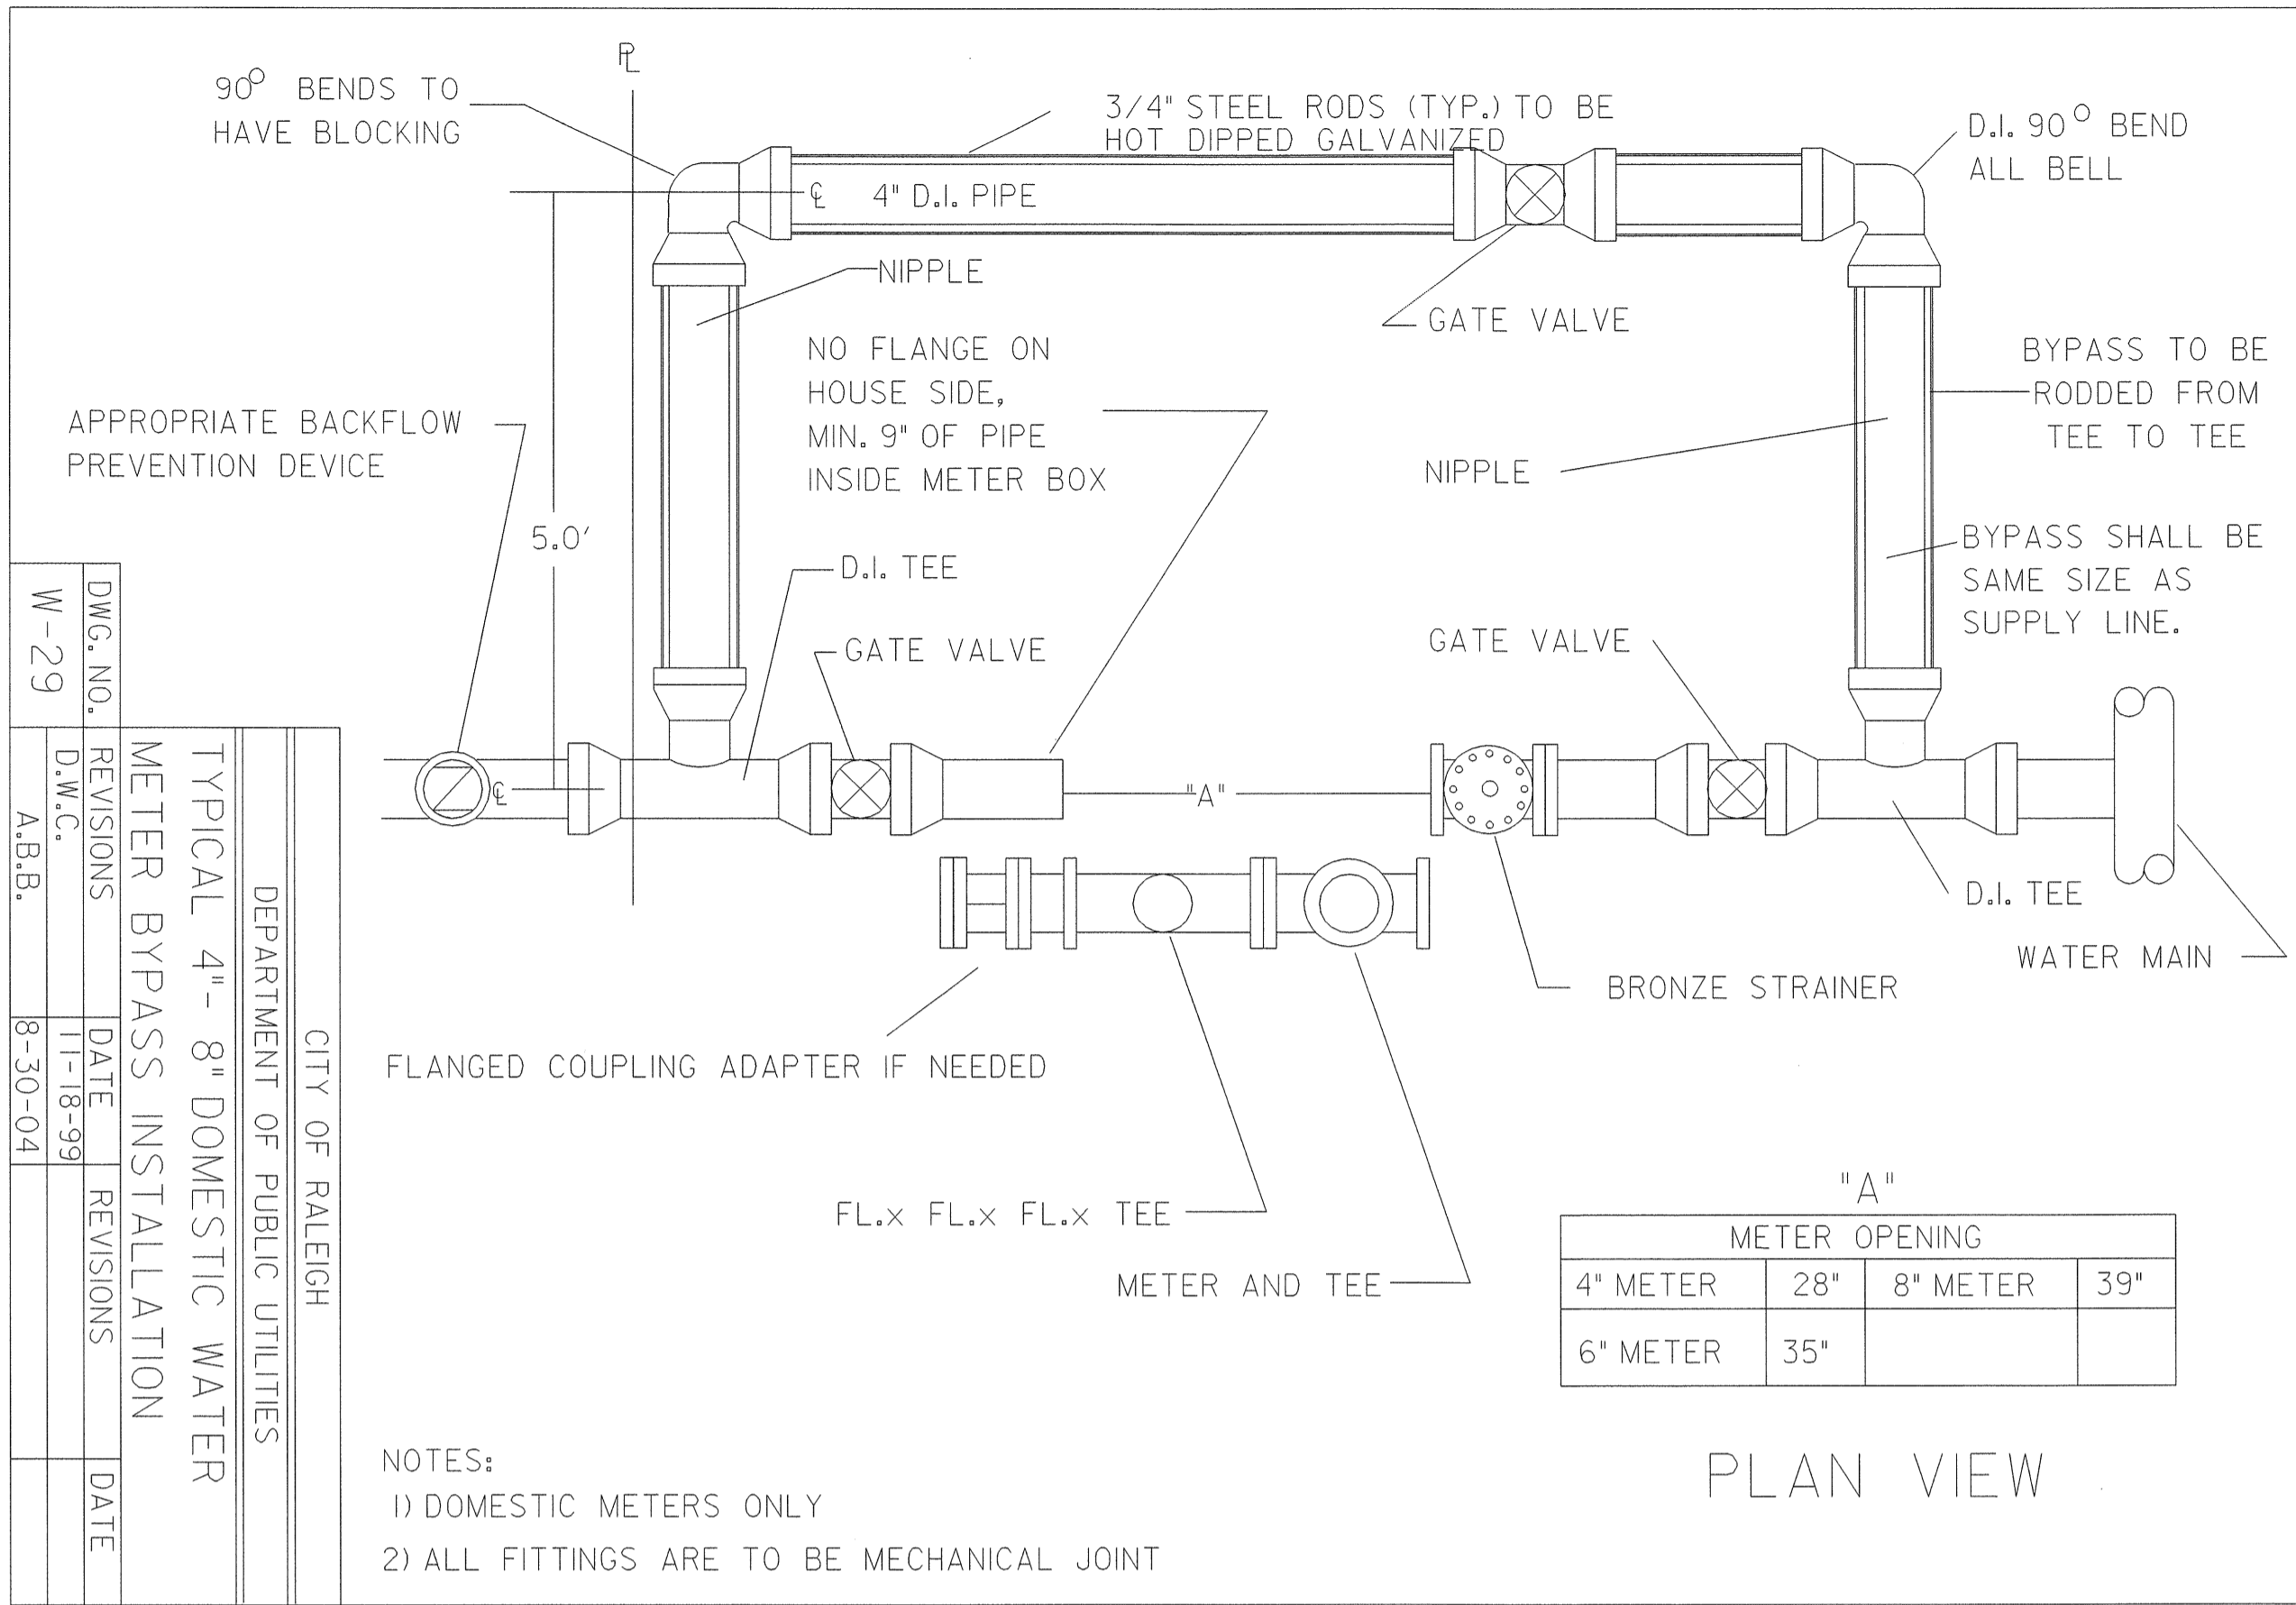 ℄
90° BENDS TO
HAVE BLOCKING
3/4" STEEL RODS (TYP.) TO BE
HOT DIPPED GALVANIZED
D.I. 90° BEND
ALL BELL
℄ 4" D.I. PIPE
NIPPLE
GATE VALVE
NO FLANGE ON
HOUSE SIDE,
MIN. 9" OF PIPE
INSIDE METER BOX
BYPASS TO BE
RODDED FROM
TEE TO TEE
APPROPRIATE BACKFLOW
PREVENTION DEVICE
NIPPLE
5.0'
D.I. TEE
BYPASS SHALL BE
SAME SIZE AS
SUPPLY LINE.
GATE VALVE
GATE VALVE
℄
"A"
D.I. TEE
WATER MAIN
BRONZE STRAINER
FLANGED COUPLING ADAPTER IF NEEDED
FL.x FL.x FL.x TEE
METER AND TEE
"A"
METER OPENING
4" METER 28" 8" METER 39"
6" METER 35"
PLAN VIEW
NOTES:
1) DOMESTIC METERS ONLY
2) ALL FITTINGS ARE TO BE MECHANICAL JOINT
CITY OF RALEIGH
DEPARTMENT OF PUBLIC UTILITIES
TYPICAL 4"- 8" DOMESTIC WATER
METER BYPASS INSTALLATION
DWG. NO. REVISIONS DATE REVISIONS DATE
W-29
D.W.C. 11-18-99
A.B.B. 8-30-04